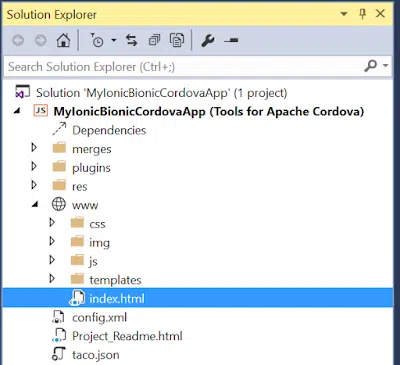 Solution Explorer
Search Solution Explorer (Ctrl+;)
Solution 'MyIonicBionicCordovaApp' (1 project)
JS MyIonicBionicCordovaApp (Tools for Apache Cordova)
Dependencies
merges
plugins
res
www
css
img
js
templates
index.html
config.xml
Project_Readme.html
taco.json